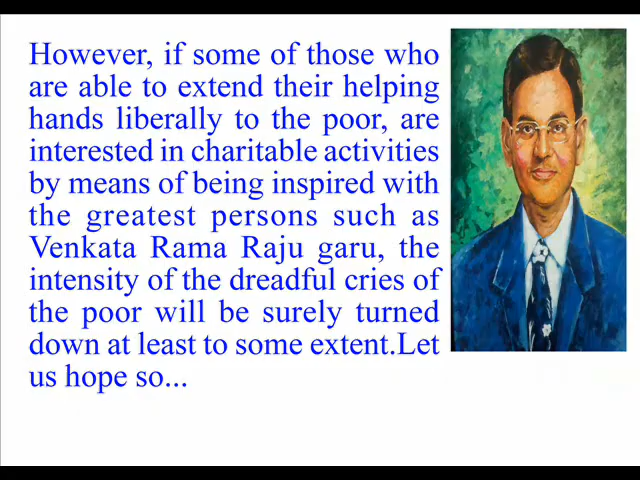 However, if some of those who
are able to extend their helping
hands liberally to the poor, are
interested in charitable activities
by means of being inspired with
the greatest persons such as
Venkata Rama Raju garu, the
intensity of the dreadful cries of
the poor will be surely turned
down at least to some extent.Let
us hope so...